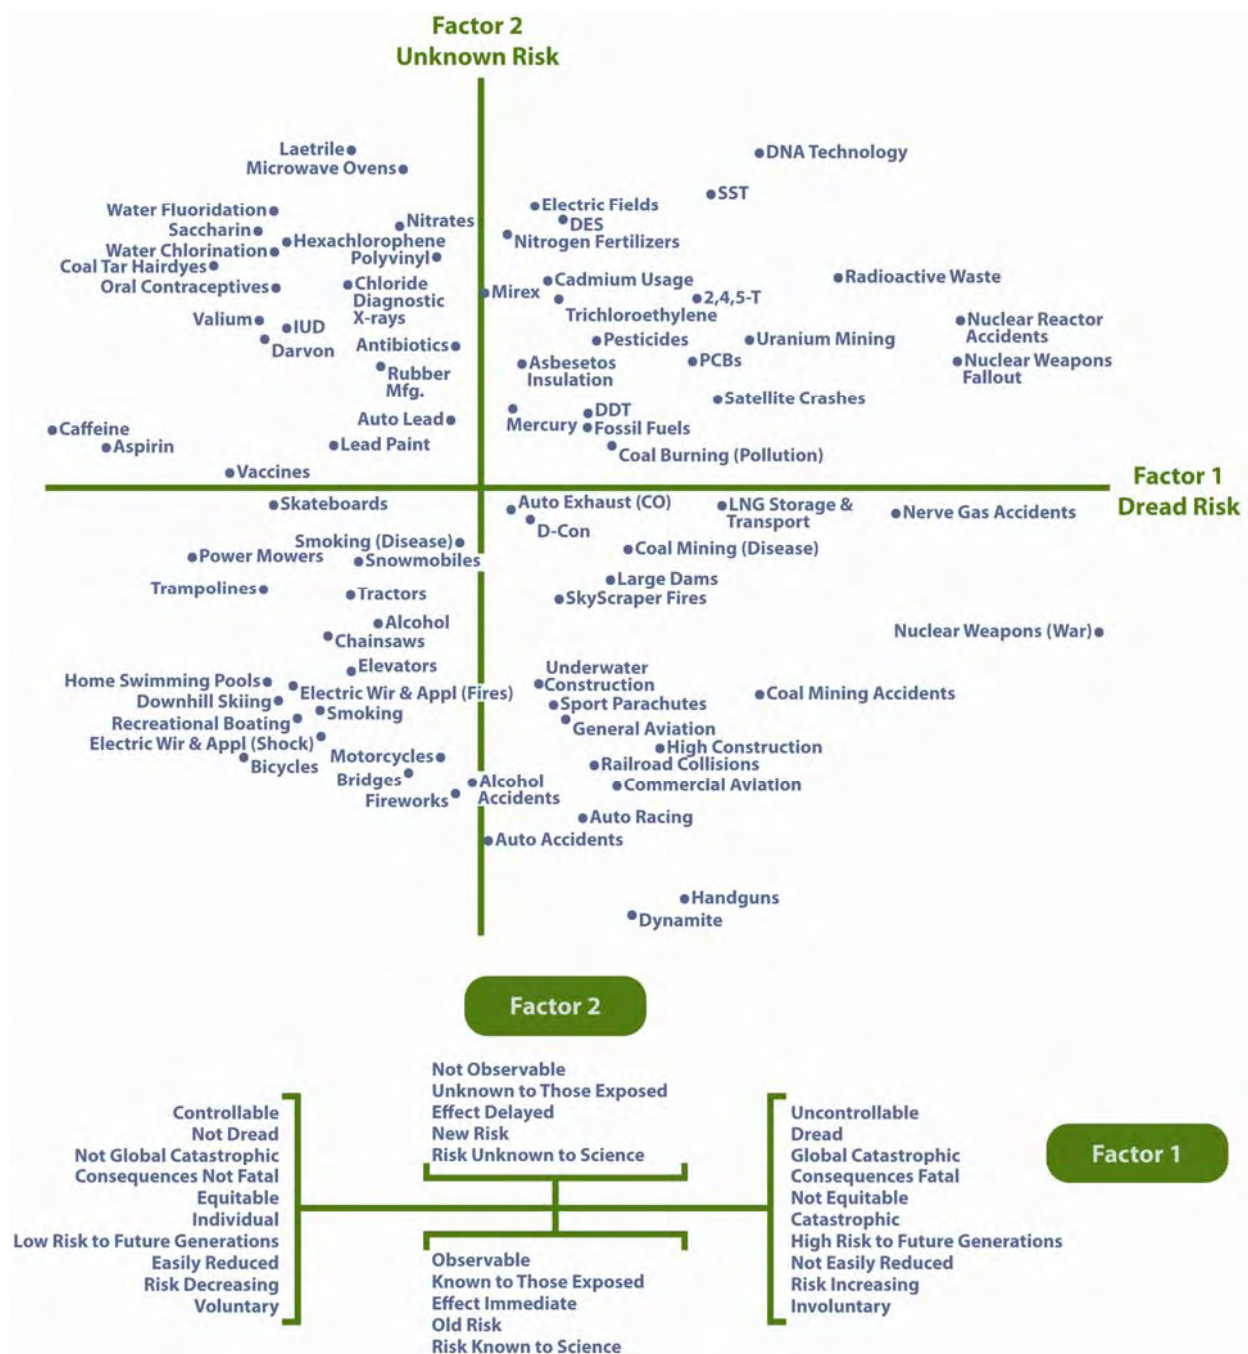 Factor 2
Unknown Risk
Laetrile
Microwave Ovens
DNA Technology
SST
Water Fluoridation
Electric Fields
Saccharin
Nitrates
DES
Water Chlorination
Hexachlorophene
Nitrogen Fertilizers
Polyvinyl
Coal Tar Hairdyes
Oral Contraceptives
Chloride
Diagnostic
X-rays
Mirex
Cadmium Usage
Radioactive Waste
2,4,5-T
Trichloroethylene
Valium
IUD
Darvon
Antibiotics
Pesticides
Uranium Mining
Nuclear Reactor
Accidents
Rubber
Mfg.
Asbesetos
Insulation
PCBs
Nuclear Weapons
Fallout
Satellite Crashes
Caffeine
Aspirin
Auto Lead
Lead Paint
Mercury
DDT
Fossil Fuels
Coal Burning (Pollution)
Vaccines
Factor 1
Dread Risk
Skateboards
Auto Exhaust (CO)
D-Con
LNG Storage &
Transport
Nerve Gas Accidents
Smoking (Disease)
Power Mowers
Snowmobiles
Coal Mining (Disease)
Trampolines
Tractors
Large Dams
SkyScraper Fires
Alcohol
Chainsaws
Nuclear Weapons (War)
Elevators
Underwater
Construction
Home Swimming Pools
Electric Wir & Appl (Fires)
Downhill Skiing
Smoking
Sport Parachutes
Coal Mining Accidents
Recreational Boating
General Aviation
Electric Wir & Appl (Shock)
High Construction
Bicycles
Motorcycles
Railroad Collisions
Bridges
Alcohol
Accidents
Commercial Aviation
Fireworks
Auto Racing
Auto Accidents
Handguns
Dynamite
Factor 2
Not Observable
Unknown to Those Exposed
Effect Delayed
New Risk
Risk Unknown to Science
Controllable
Not Dread
Not Global Catastrophic
Consequences Not Fatal
Equitable
Individual
Low Risk to Future Generations
Easily Reduced
Risk Decreasing
Voluntary
Uncontrollable
Dread
Global Catastrophic
Consequences Fatal
Not Equitable
Catastrophic
High Risk to Future Generations
Not Easily Reduced
Risk Increasing
Involuntary
Factor 1
Observable
Known to Those Exposed
Effect Immediate
Old Risk
Risk Known to Science